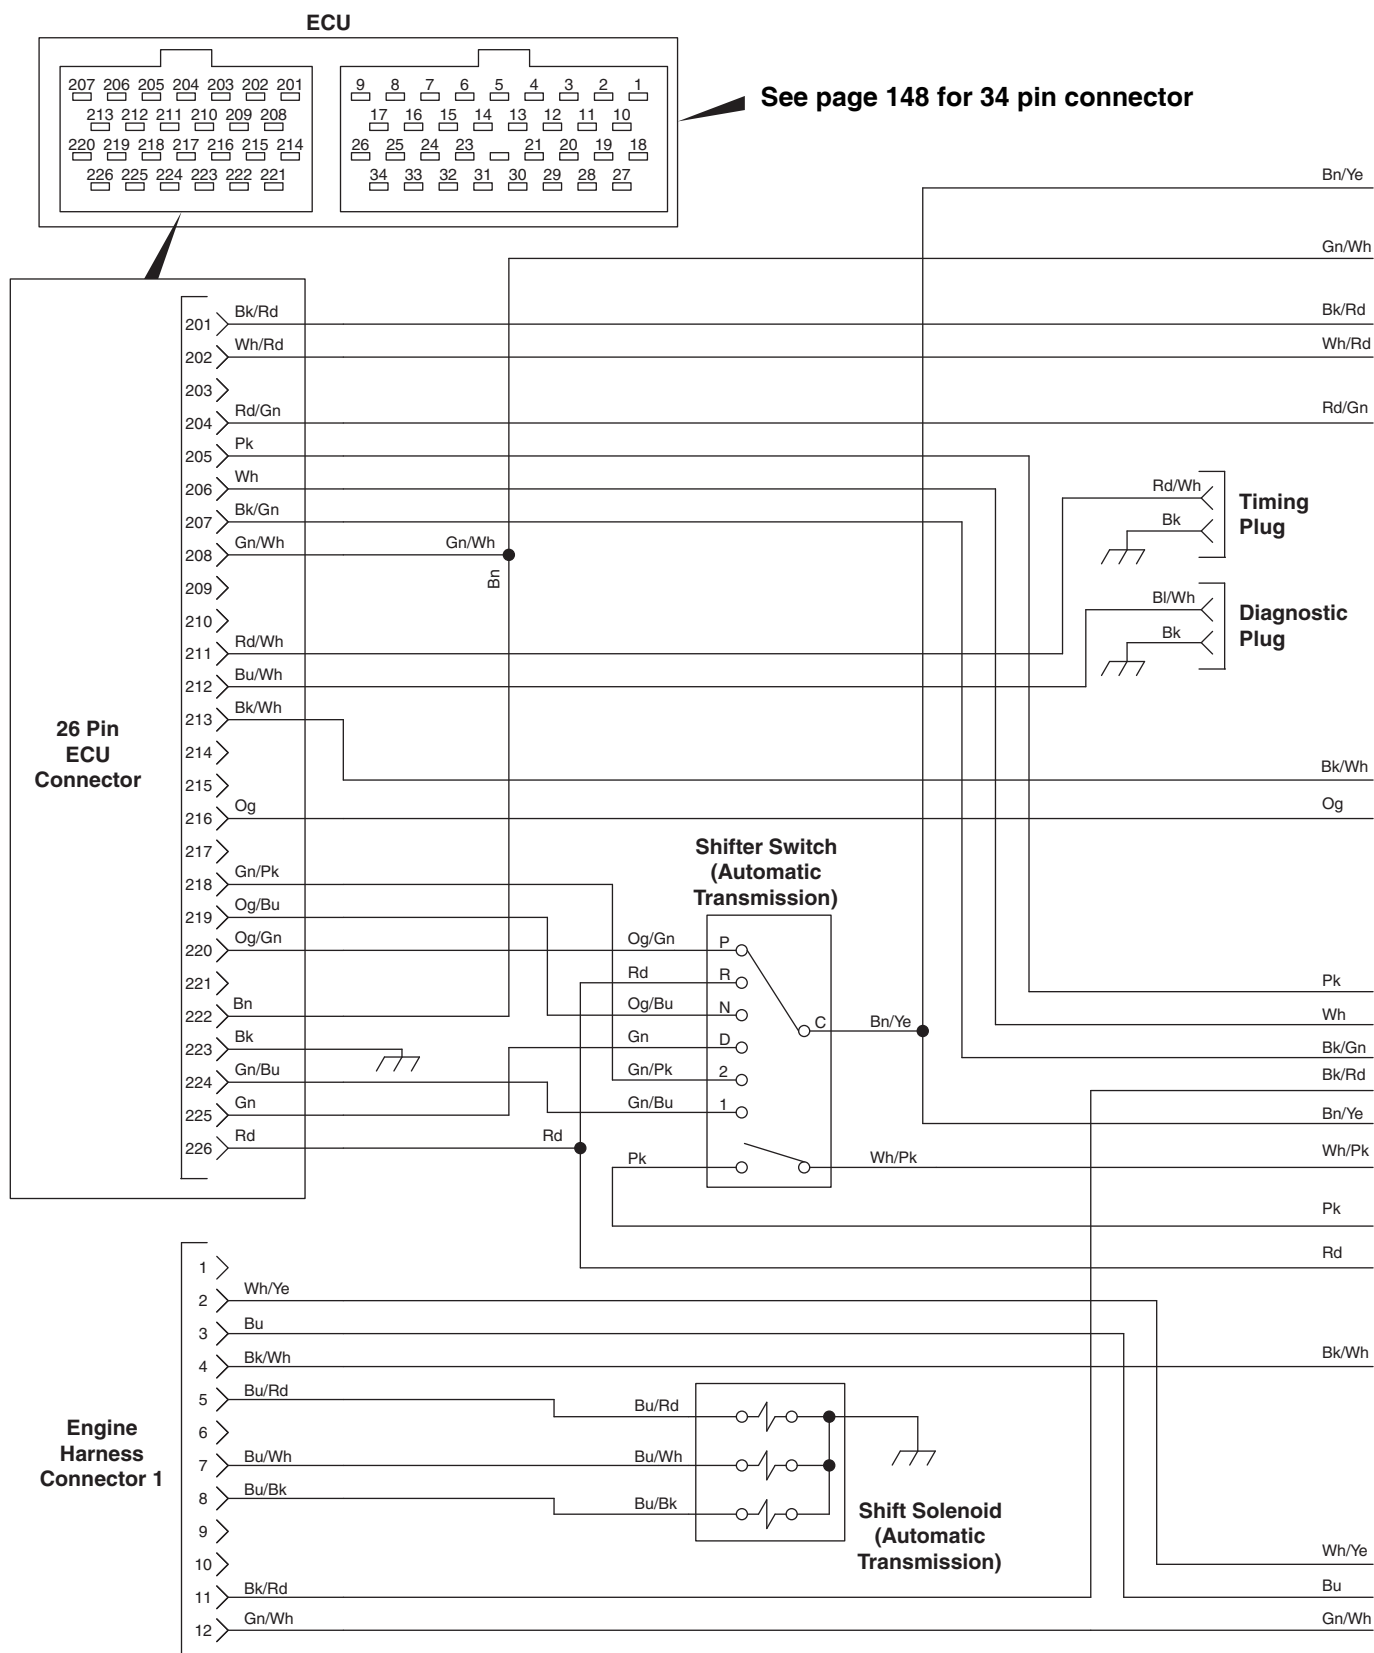 ECU
207 206 205 204 203 202 201
9 8 7 6 5 4 3 2 1
213 212 211 210 209 208
17 16 15 14 13 12 11 10
220 219 218 217 216 215 214
26 25 24 23 21 20 19 18
226 225 224 223 222 221
34 33 32 31 30 29 28 27
See page 148 for 34 pin connector
Bn/Ye
Gn/Wh
26 Pin
ECU
Connector
201 Bk/Rd Bk/Rd
202 Wh/Rd Wh/Rd
203
204 Rd/Gn Rd/Gn
205 Pk
206 Wh
207 Bk/Gn
208 Gn/Wh Gn/Wh
Bn
209
210
211 Rd/Wh
212 Bu/Wh
213 Bk/Wh
214
215
216 Og
217
218 Gn/Pk
219 Og/Bu
220 Og/Gn
221
222 Bn
223 Bk
224 Gn/Bu
225 Gn
226 Rd Rd
Rd/Wh
Bk
Timing
Plug
Bl/Wh
Bk
Diagnostic
Plug
Bk/Wh
Og
Shifter Switch
(Automatic
Transmission)
Og/Gn P
Rd R
Og/Bu N
Gn D
Gn/Pk 2
Gn/Bu 1
C Bn/Ye
Pk Wh/Pk
Pk
Wh
Bk/Gn
Bk/Rd
Bn/Ye
Wh/Pk
Pk
Rd
Engine
Harness
Connector 1
1
2 Wh/Ye
3 Bu
4 Bk/Wh Bk/Wh
5 Bu/Rd Bu/Rd
6
7 Bu/Wh Bu/Wh
8 Bu/Bk Bu/Bk
9
10
11 Bk/Rd
12 Gn/Wh
Shift Solenoid
(Automatic
Transmission)
Wh/Ye
Bu
Gn/Wh